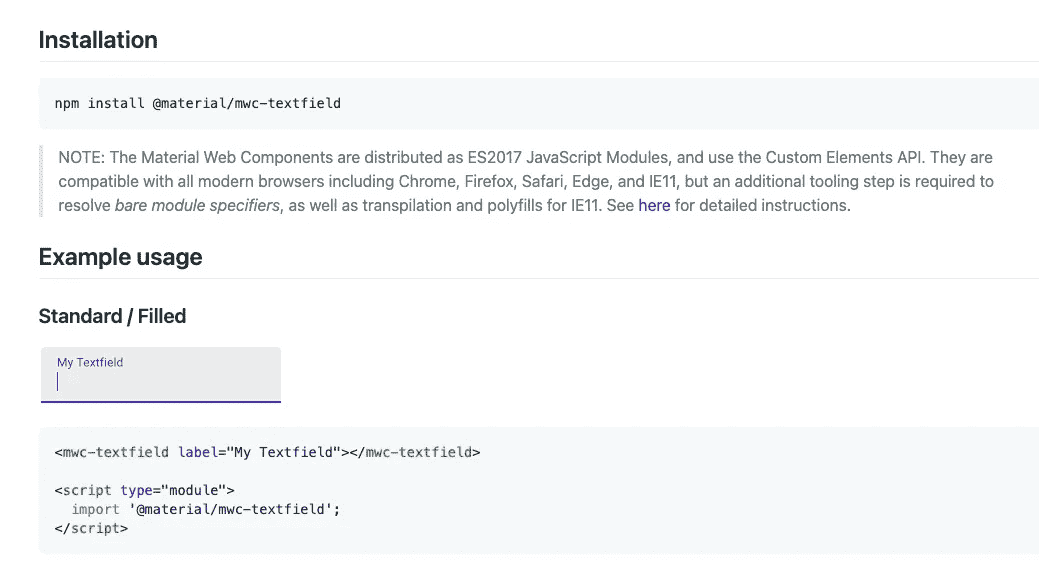 Installation
npm install @material/mwc-textfield
NOTE: The Material Web Components are distributed as ES2017 JavaScript Modules, and use the Custom Elements API. They are
compatible with all modern browsers including Chrome, Firefox, Safari, Edge, and IE11, but an additional tooling step is required to
resolve bare module specifiers, as well as transpilation and polyfills for IE11. See here for detailed instructions.
Example usage
Standard / Filled
My Textfield
<mwc-textfield label="My Textfield"></mwc-textfield>
<script type="module">
import '@material/mwc-textfield';
</script>